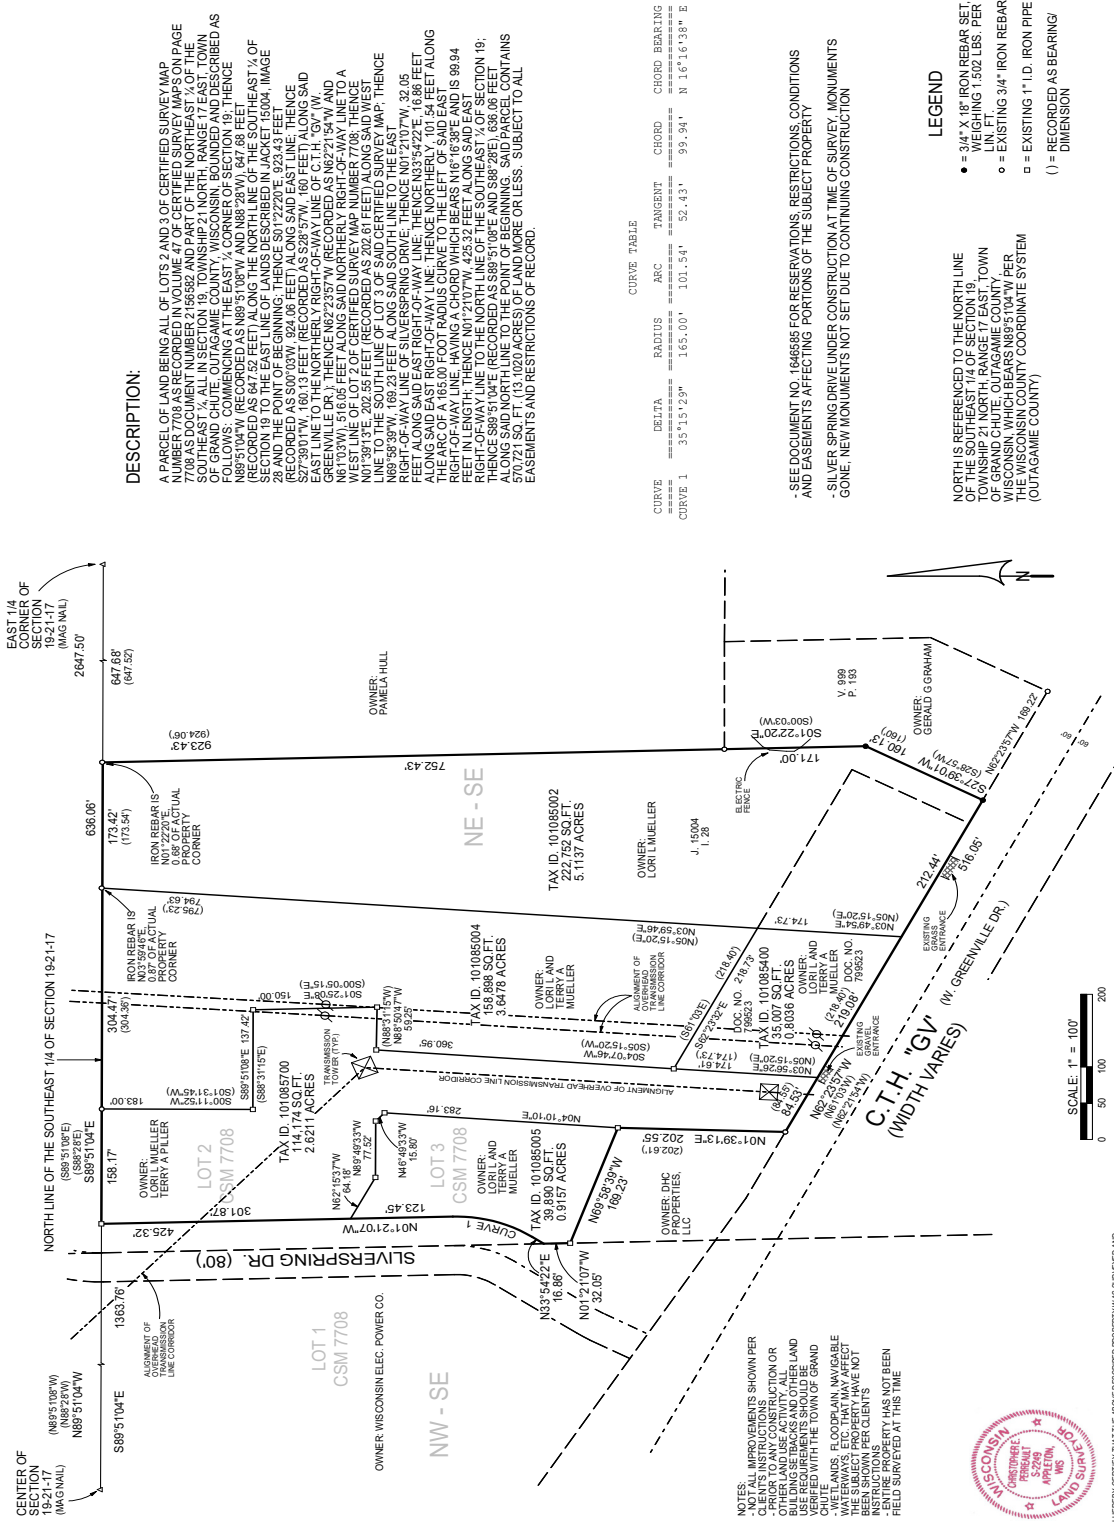 DESCRIPTION:
A PARCEL OF LAND BEING ALL OF LOTS 2 AND 3 OF CERTIFIED SURVEY MAP
NUMBER 7708 AS RECORDED IN VOLUME 47 OF CERTIFIED SURVEY MAPS ON PAGE
7708 AS DOCUMENT NUMBER 2156582 AND PART OF THE NORTHEAST ¼ OF THE
SOUTHEAST ¼, ALL IN SECTION 19, TOWNSHIP 21 NORTH, RANGE 17 EAST, TOWN
OF GRAND CHUTE, OUTAGAMIE COUNTY, WISCONSIN, BOUNDED AND DESCRIBED AS
FOLLOWS: COMMENCING AT THE EAST ¼ CORNER OF SECTION 19; THENCE
N89°51'04"W (RECORDED AS N89°51'08"W AND N88°28'W), 647.68 FEET
(RECORDED AS 647.52 FEET) ALONG THE NORTH LINE OF THE SOUTHEAST ¼ OF
SECTION 19 TO THE EAST LINE OF LANDS DESCRIBED IN JACKET 15004, IMAGE
28 AND THE POINT OF BEGINNING; THENCE S01°22'20"E, 923.43 FEET
(RECORDED AS S00°03'W, 924.06 FEET) ALONG SAID EAST LINE; THENCE
S27°39'01"W, 160.13 FEET (RECORDED AS S28°57'W, 160 FEET) ALONG SAID
EAST LINE TO THE NORTHERLY RIGHT-OF-WAY LINE OF C.T.H. "GV" (W.
GREENVILLE DR.); THENCE N62°23'57"W (RECORDED AS N62°21'54"W AND
N61°03'W), 516.05 FEET ALONG SAID NORTHERLY RIGHT-OF-WAY LINE TO A
WEST LINE OF LOT 2 OF CERTIFIED SURVEY MAP NUMBER 7708; THENCE
N01°39'13"E, 202.55 FEET (RECORDED AS 202.61 FEET) ALONG SAID WEST
LINE TO THE SOUTH LINE OF LOT 3 OF SAID CERTIFIED SURVEY MAP; THENCE
N69°58'39"W, 169.23 FEET ALONG SAID SOUTH LINE TO THE EAST
RIGHT-OF-WAY LINE OF SILVERSPRING DRIVE; THENCE N01°21'07"W, 32.05
FEET ALONG SAID EAST RIGHT-OF-WAY LINE; THENCE N33°54'22"E, 16.86 FEET
ALONG SAID EAST RIGHT-OF-WAY LINE; THENCE NORTHERLY, 101.54 FEET ALONG
THE ARC OF A 165.00 FOOT RADIUS CURVE TO THE LEFT OF SAID EAST
RIGHT-OF-WAY LINE, HAVING A CHORD WHICH BEARS N16°16'38"E AND IS 99.94
FEET IN LENGTH; THENCE N01°21'07"W, 425.32 FEET ALONG SAID EAST
RIGHT-OF-WAY LINE TO THE NORTH LINE OF THE SOUTHEAST ¼ OF SECTION 19;
THENCE S89°51'04"E (RECORDED AS S89°51'08"E AND S88°28'E), 636.06 FEET
ALONG SAID NORTH LINE TO THE POINT OF BEGINNING. SAID PARCEL CONTAINS
570,721 SQ. FT. (13.1020 ACRES) OF LAND MORE OR LESS. SUBJECT TO ALL
EASEMENTS AND RESTRICTIONS OF RECORD.
CURVE TABLE
CURVE DELTA RADIUS ARC TANGENT CHORD CHORD BEARING
===== ===== ====== === ======= ===== =============
CURVE 1 35°15'29" 165.00' 101.54' 52.43' 99.94' N 16°16'38" E
- SEE DOCUMENT NO. 1646585 FOR RESERVATIONS, RESTRICTIONS, CONDITIONS
AND EASEMENTS AFFECTING PORTIONS OF THE SUBJECT PROPERTY
- SILVER SPRING DRIVE UNDER CONSTRUCTION AT TIME OF SURVEY, MONUMENTS
GONE, NEW MONUMENTS NOT SET DUE TO CONTINUING CONSTRUCTION
NORTH IS REFERENCED TO THE NORTH LINE
OF THE SOUTHEAST 1/4 OF SECTION 19,
TOWNSHIP 21 NORTH, RANGE 17 EAST, TOWN
OF GRAND CHUTE, OUTAGAMIE COUNTY,
WISCONSIN, WHICH BEARS N89°51'04"W PER
THE WISCONSIN COUNTY COORDINATE SYSTEM
(OUTAGAMIE COUNTY)
LEGEND
● = 3/4" X 18" IRON REBAR SET,
WEIGHING 1.502 LBS. PER
LIN. FT.
○ = EXISTING 3/4" IRON REBAR
□ = EXISTING 1" I.D. IRON PIPE
( ) = RECORDED AS BEARING/
DIMENSION
CENTER OF
SECTION
19-21-17
(MAG NAIL)
(N89°51'08"W)
(N88°28'W)
N89°51'04"W
S89°51'04"E
1363.76'
ALIGNMENT OF
OVERHEAD
TRANSMISSION
LINE CORRIDOR
NORTH LINE OF THE SOUTHEAST 1/4 OF SECTION 19-21-17
(S89°51'08"E)
(S88°28'E)
S89°51'04"E
158.17'
304.47'
(304.36')
636.06'
173.42'
(173.54')
2647.50'
647.68'
(647.52')
EAST 1/4
CORNER OF
SECTION
19-21-17
(MAG NAIL)
IRON REBAR IS
N03°59'46"E
0.87' OF ACTUAL
PROPERTY
CORNER
IRON REBAR IS
N01°22'20"E
0.68' OF ACTUAL
PROPERTY
CORNER
LOT 1
CSM 7708
OWNER: WISCONSIN ELEC. POWER CO.
NW - SE
SLIVERSPRING DR. (80')
425.32'
301.87'
N01°21'07"W
123.45'
CURVE 1
OWNER:
LORI L MUELLER
TERRY A PILLER
LOT 2
CSM 7708
183.00'
S00°11'52"W
(S01°31'45"W)
S89°51'08"E 137.42'
(S88°31'15"E)
150.00'
S01°25'08"E
(S00°05'15"E)
TAX ID. 101085700
114,174 SQ.FT.
2.6211 ACRES
TRANSMISSION
TOWER (TYP.)
(N88°31'15"W)
N88°50'47"W
59.25'
N62°15'37"W
64.18'
N89°49'33"W
77.52'
N46°49'33"W
15.80'
LOT 3
CSM 7708
OWNER:
LORI L AND
TERRY A
MUELLER
TAX ID. 101085005
39,890 SQ.FT.
0.9157 ACRES
283.16'
N04°10'10"E
360.95'
S04°07'46"W
(S05°15'20"W)
ALIGNMENT OF OVERHEAD TRANSMISSION LINE CORRIDOR
TAX ID. 101085004
158,898 SQ.FT.
3.6478 ACRES
OWNER:
LORI L AND
TERRY A
MUELLER
ALIGNMENT OF
OVERHEAD
TRANSMISSION
LINE CORRIDOR
(795.23')
794.63'
N03°59'46"E
(N05°15'20"E)
NE - SE
TAX ID. 101085002
222,752 SQ.FT.
5.1137 ACRES
OWNER:
LORI L MUELLER
J. 15004
I. 28
(924.06')
923.43'
752.43'
OWNER:
PAMELA HULL
ELECTRIC
FENCE
171.00'
S01°22'20"E
(S00°03'W)
V. 999
P. 193
OWNER:
GERALD G GRAHAM
160.13'
(160')
S27°39'01"W
(S28°57'W)
N62°23'57"W 169.22'
60'
60'
N33°54'22"E
16.86'
N01°21'07"W
32.05'
N69°58'39"W
169.23'
OWNER: DHC
PROPERTIES,
LLC
N01°39'13"E
202.55'
(202.61')
(218.40')
218.73'
(S61°03'E)
S62°23'32"E
DOC. NO.
799523
TAX ID. 101085400
35,007 SQ.FT.
0.8036 ACRES
OWNER:
LORI L AND
TERRY A
MUELLER
DOC. NO.
799523
174.61'
(174.73')
N03°56'26"E
(N05°15'20"E)
174.73'
N03°49'54"E
(N05°15'20"E)
(84.55')
84.53'
N62°23'57"W
(N61°03'W)
(N62°21'54"W)
(218.40')
219.08'
212.44'
516.05'
EXISTING
GRAVEL
ENTRANCE
EXISTING
GRASS
ENTRANCE
C.T.H. "GV"
(WIDTH VARIES)
(W. GREENVILLE DR.)
N
SCALE: 1" = 100'
0 50 100 200
NOTES:
- NOT ALL IMPROVEMENTS SHOWN PER
CLIENT'S INSTRUCTIONS
- PRIOR TO ANY CONSTRUCTION OR
OTHER LAND USE ACTIVITY, ALL
BUILDING SETBACKS AND OTHER LAND
USE REQUIREMENTS SHOULD BE
VERIFIED WITH THE TOWN OF GRAND
CHUTE
- WETLANDS, FLOODPLAIN, NAVIGABLE
WATERWAYS, ETC. THAT MAY AFFECT
THE SUBJECT PROPERTY HAVE NOT
BEEN SHOWN PER CLIENTS
INSTRUCTIONS
- ENTIRE PROPERTY HAS NOT BEEN
FIELD SURVEYED AT THIS TIME
WISCONSIN
CHRISTOPHER E.
PERREAULT
S-2249
APPLETON,
WIS
LAND SURVEYOR